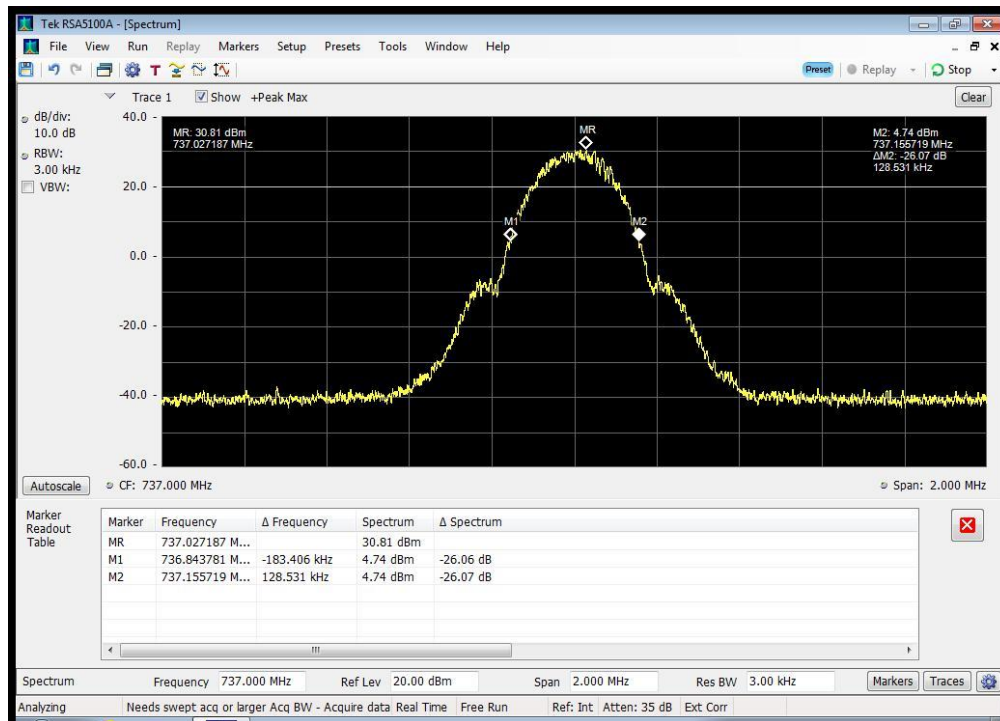 Tek RSA5100A - [Spectrum]
File View Run Replay Markers Setup Presets Tools Window Help
Preset Replay Stop
Trace 1 Show +Peak Max Clear
dB/div:
10.0 dB
RBW:
3.00 kHz
VBW:
40.0
20.0
0.0
-20.0
-40.0
-60.0
MR: 30.81 dBm
737.027187 MHz
MR
M2: 4.74 dBm
737.155719 MHz
ΔM2: -26.07 dB
128.531 kHz
M1
M2
Autoscale CF: 737.000 MHz Span: 2.000 MHz
Marker
Readout
Table
Marker Frequency Δ Frequency Spectrum Δ Spectrum
MR 737.027187 M... 30.81 dBm
M1 736.843781 M... -183.406 kHz 4.74 dBm -26.06 dB
M2 737.155719 M... 128.531 kHz 4.74 dBm -26.07 dB
Spectrum Frequency 737.000 MHz Ref Lev 20.00 dBm Span 2.000 MHz Res BW 3.00 kHz Markers Traces
Analyzing Needs swept acq or larger Acq BW - Acquire data Real Time Free Run Ref: Int Atten: 35 dB Ext Corr